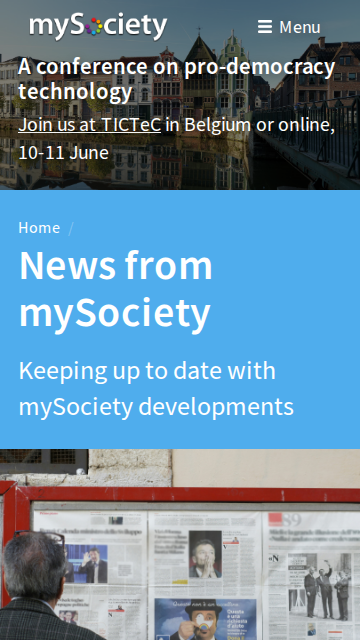 mySociety
Menu
A conference on pro-democracy
technology
Join us at TICTeC in Belgium or online,
10-11 June
Home /
News from
mySociety
Keeping up to date with
mySociety developments